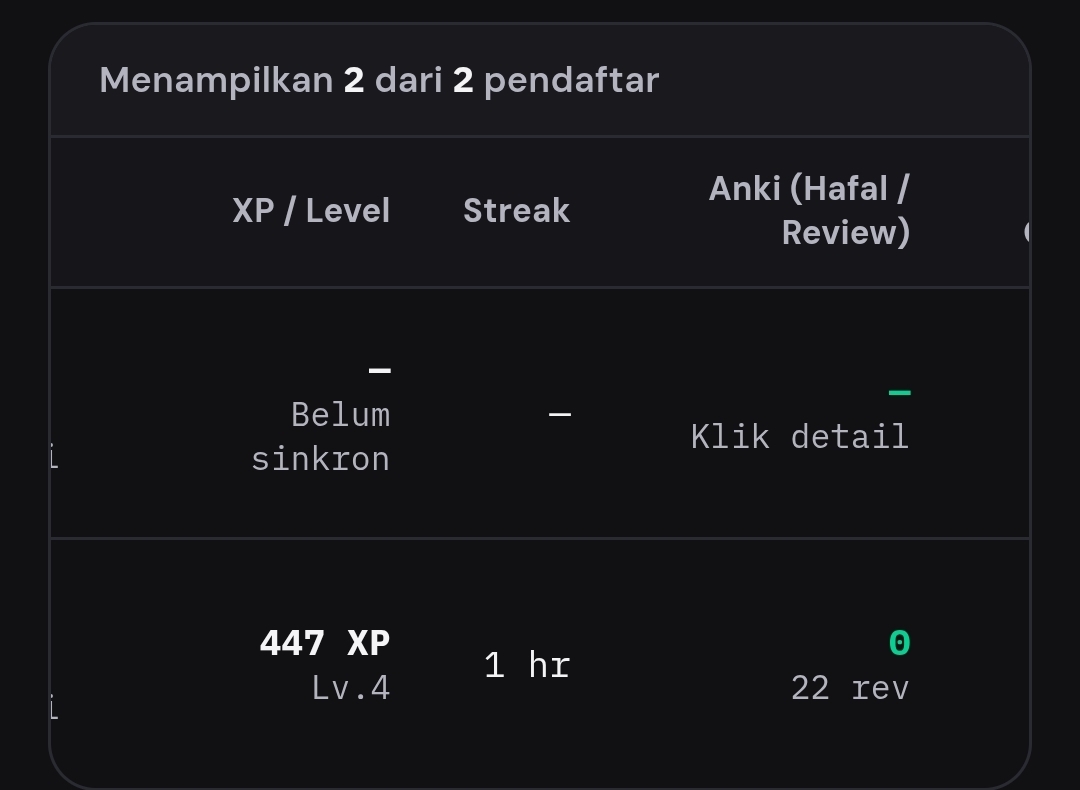 Menampilkan 2 dari 2 pendaftar
XP / Level
Streak
Anki (Hafal /
Review)
—
Belum
sinkron
—
—
Klik detail
i
447 XP
Lv.4
1 hr
0
22 rev
i